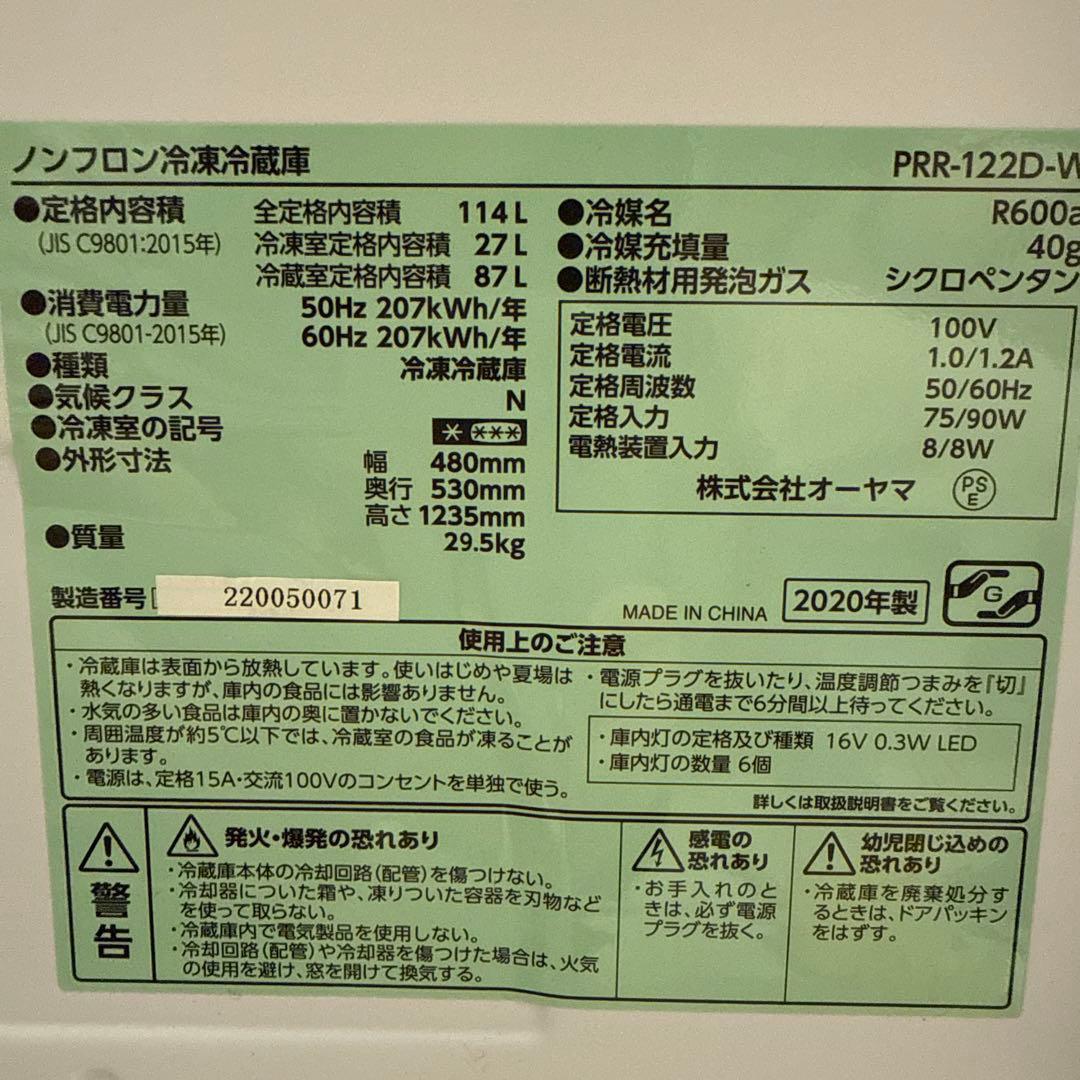 ノンフロン冷凍冷蔵庫 PRR-122D-W
●定格内容積 全定格内容積 114L
(JIS C9801:2015年) 冷凍室定格内容積 27L
冷蔵室定格内容積 87L
●消費電力量 50Hz 207kWh/年
(JIS C9801-2015年) 60Hz 207kWh/年
●種類 冷凍冷蔵庫
●気候クラス N
●冷凍室の記号 * ***
●外形寸法 幅 480mm
奥行 530mm
高さ 1235mm
●質量 29.5kg
●冷媒名 R600a
●冷媒充填量 40g
●断熱材用発泡ガス シクロペンタン
定格電圧 100V
定格電流 1.0/1.2A
定格周波数 50/60Hz
定格入力 75/90W
電熱装置入力 8/8W
株式会社オーヤマ PSE
製造番号 220050071
MADE IN CHINA 2020年製 G
使用上のご注意
・冷蔵庫は表面から放熱しています。使いはじめや夏場は
熱くなりますが、庫内の食品には影響ありません。
・水気の多い食品は庫内の奥に置かないでください。
・周囲温度が約5℃以下では、冷蔵室の食品が凍ることが
あります。
・電源は、定格15A・交流100Vのコンセントを単独で使う。
・電源プラグを抜いたり、温度調節つまみを『切』
にしたら通電まで6分間以上待ってください。
・庫内灯の定格及び種類 16V 0.3W LED
・庫内灯の数量 6個
詳しくは取扱説明書をご覧ください。
警告
発火・爆発の恐れあり
・冷蔵庫本体の冷却回路(配管)を傷つけない。
・冷却器についた霜や、凍りついた容器を刃物など
を使って取らない。
・冷蔵庫内で電気製品を使用しない。
・冷却回路(配管)や冷却器を傷つけた場合は、火気
の使用を避け、窓を開けて換気する。
感電の
恐れあり
・お手入れのと
きは、必ず電源
プラグを抜く。
幼児閉じ込めの
恐れあり
・冷蔵庫を廃棄処分す
るときは、ドアパッキン
をはずす。